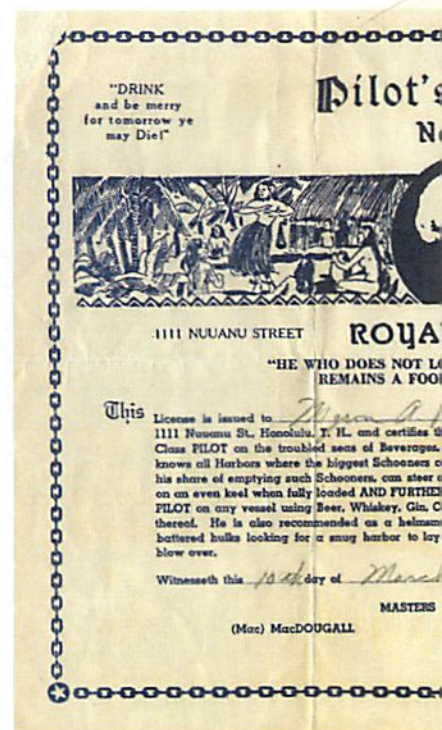 "DRINK
and be merry
for tomorrow ye
may Die!"
Pilot's
1111 NUUANU STREET
ROYA
"HE WHO DOES NOT LO
REMAINS A FOO
This License is issued to Myron A
1111 Nuuanu St., Honolulu, T. H., and certifies th
Class PILOT on the troubled seas of Beverages.
knows all Harbors where the biggest Schooners a
his share of emptying such Schooners, can steer a
on an even keel when fully loaded AND FURTHE
PILOT on any vessel using Beer, Whiskey, Gin, C
thereof. He is also recommended as a helmsm
battered hulks looking for a snug harbor to lay
blow over.
Witnesseth this 10th day of March
MASTERS
(Mac) MacDOUGALL